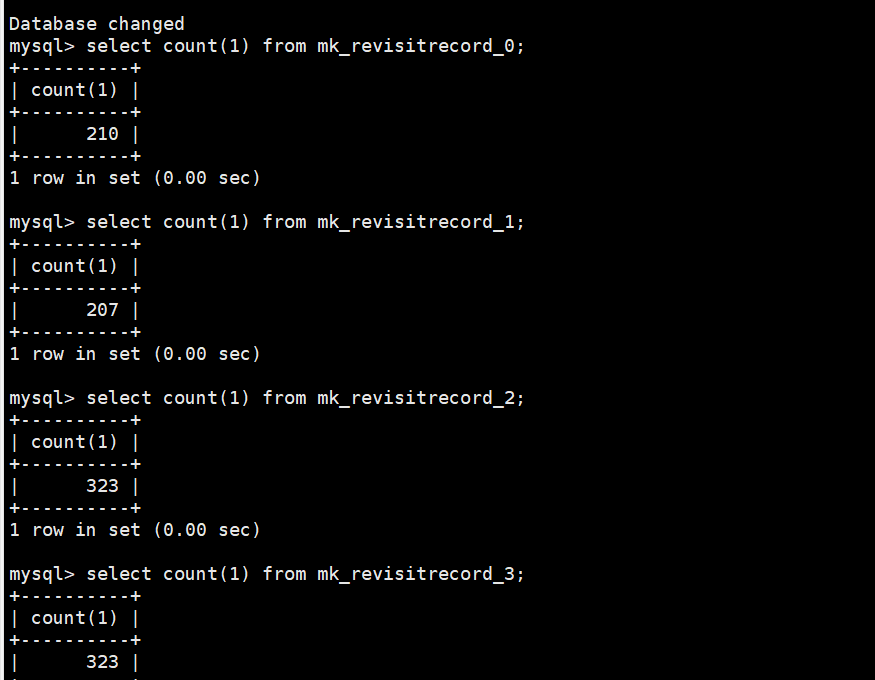 Database changed
mysql> select count(1) from mk_revisitrecord_0;
+----------+
| count(1) |
+----------+
|      210 |
+----------+
1 row in set (0.00 sec)

mysql> select count(1) from mk_revisitrecord_1;
+----------+
| count(1) |
+----------+
|      207 |
+----------+
1 row in set (0.00 sec)

mysql> select count(1) from mk_revisitrecord_2;
+----------+
| count(1) |
+----------+
|      323 |
+----------+
1 row in set (0.00 sec)

mysql> select count(1) from mk_revisitrecord_3;
+----------+
| count(1) |
+----------+
|      323 |